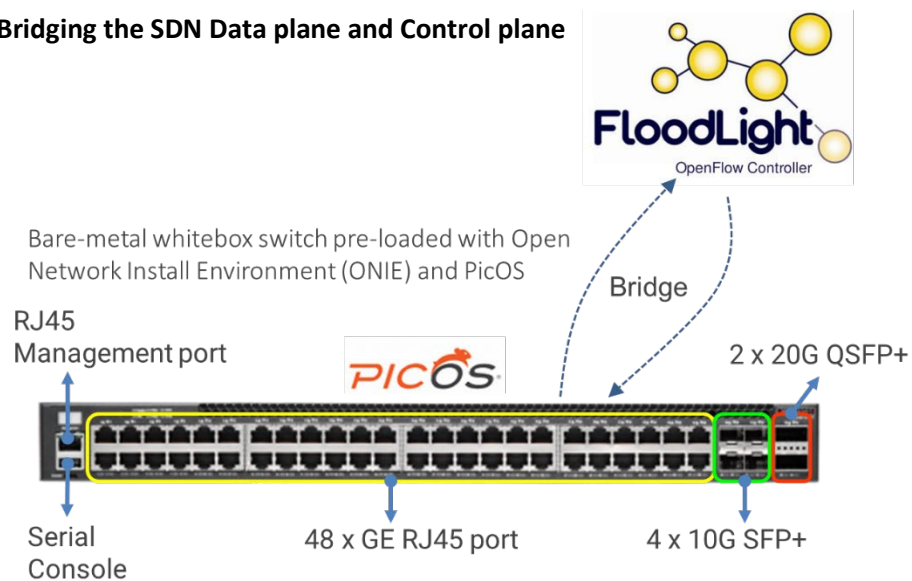 Bridging the SDN Data plane and Control plane
FloodLight
OpenFlow Controller
Bare-metal whitebox switch pre-loaded with Open
Network Install Environment (ONIE) and PicOS
Bridge
RJ45
Management port
PICOS
2 x 20G QSFP+
Serial
Console
48 x GE RJ45 port
4 x 10G SFP+